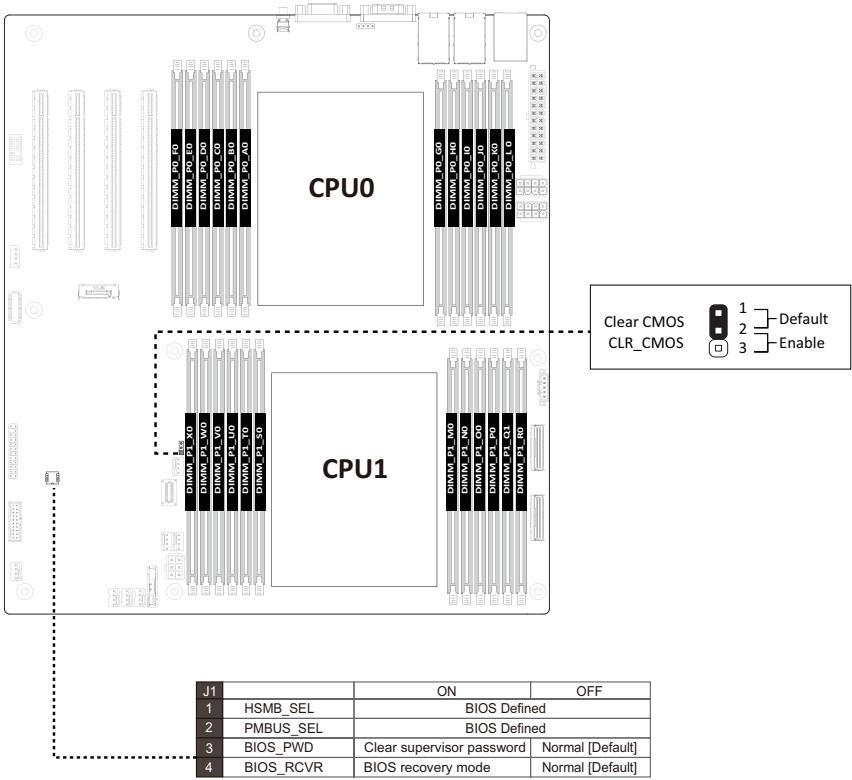 DIMM_P0_F0
DIMM_P0_E0
DIMM_P0_D0
DIMM_P0_C0
DIMM_P0_B0
DIMM_P0_A0
CPU0
DIMM_P0_G0
DIMM_P0_H0
DIMM_P0_I0
DIMM_P0_J0
DIMM_P0_K0
DIMM_P0_L 0
Clear CMOS
CLR_CMOS
1
2
3
Default
Enable
DIMM_P1_X0
DIMM_P1_W0
DIMM_P1_V0
DIMM_P1_U0
DIMM_P1_T0
DIMM_P1_S0
CPU1
DIMM_P1_M0
DIMM_P1_N0
DIMM_P1_O0
DIMM_P1_P0
DIMM_P1_Q1
DIMM_P1_R0
J1 ON OFF
1 HSMB_SEL BIOS Defined
2 PMBUS_SEL BIOS Defined
3 BIOS_PWD Clear supervisor password Normal [Default]
4 BIOS_RCVR BIOS recovery mode Normal [Default]